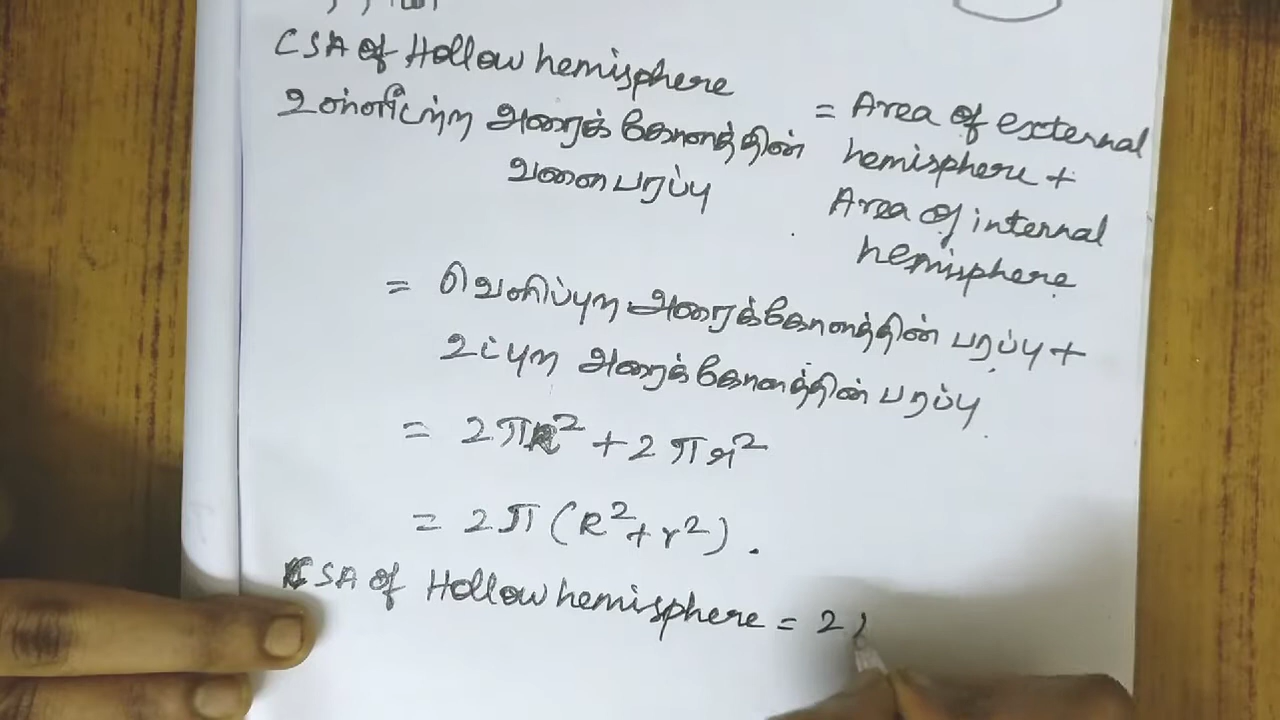 CSA of Hollow hemisphere
உள்ளீடற்ற அரைக் கோளத்தின்
வளைபரப்பு
= Area of external
hemisphere +
Area of internal
hemisphere
= வெளிப்புற அரைக்கோளத்தின் பரப்பு +
உட்புற அரைக்கோளத்தின் பரப்பு
= 2πR² + 2πr²
= 2π (R² + r²).
CSA of Hollow hemisphere = 2